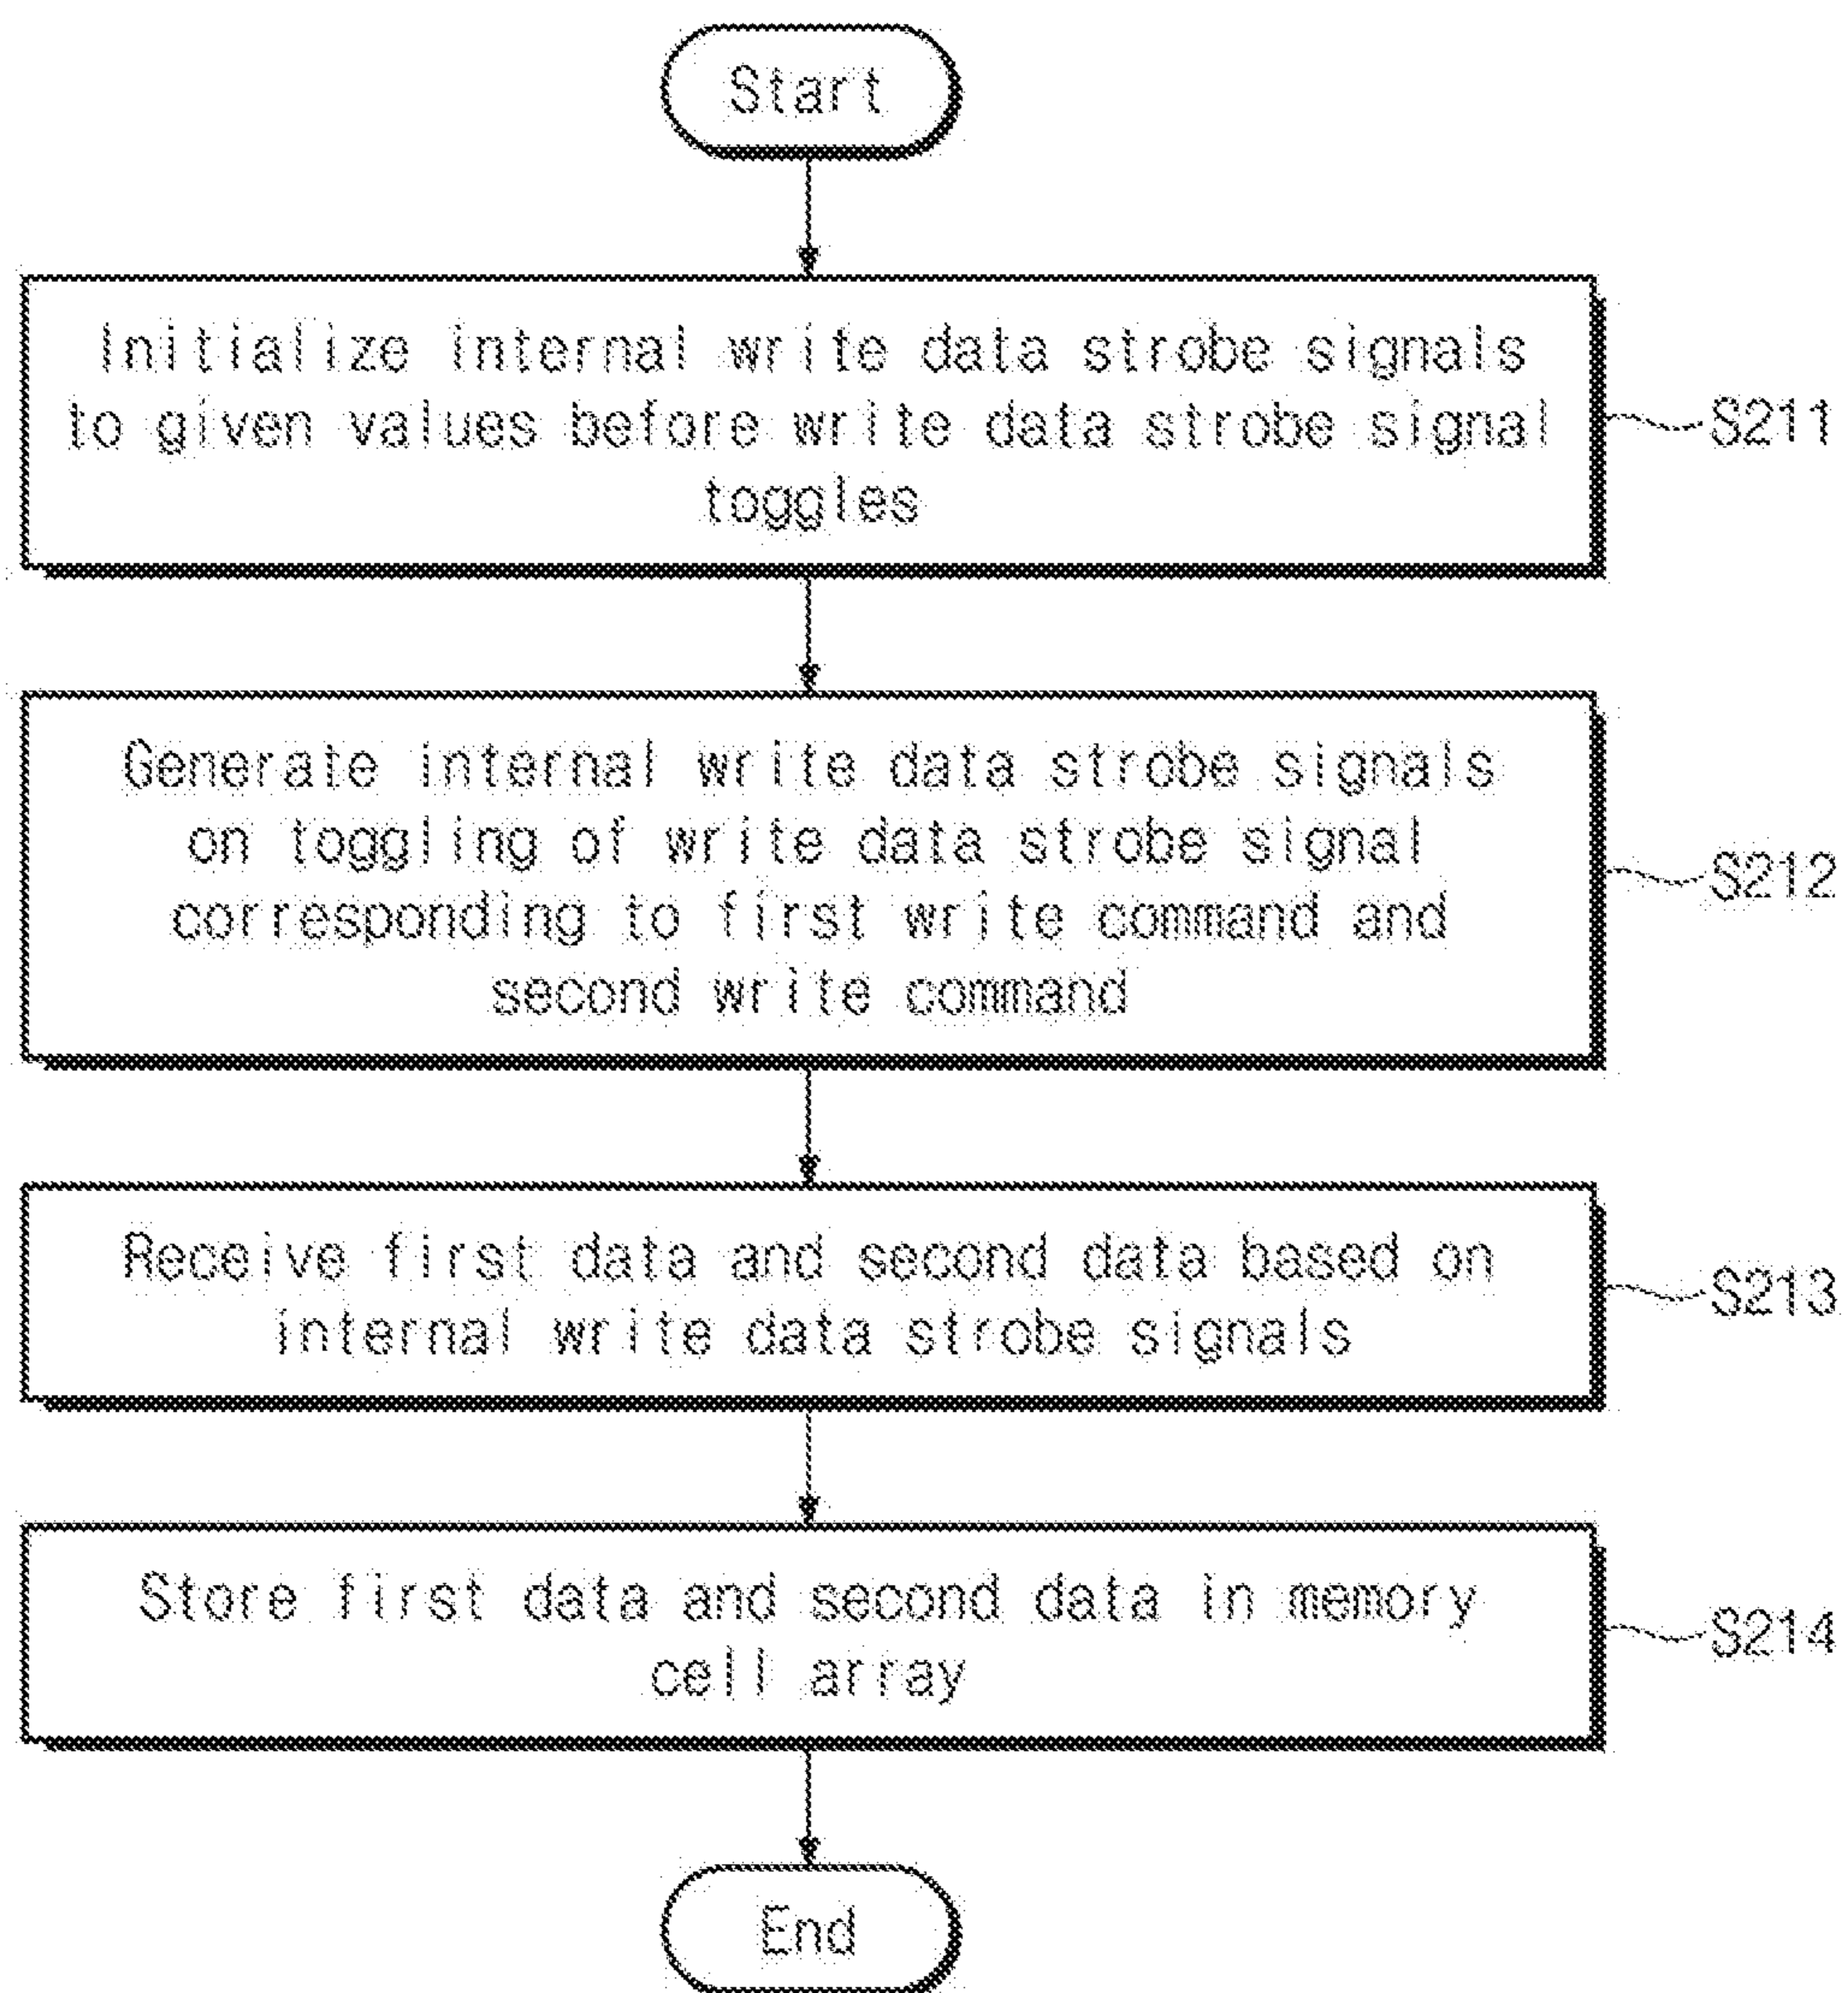 Start
Initialize internal write data strobe signals
to given values before write data strobe signal
toggles
S211
Generate internal write data strobe signals
on toggling of write data strobe signal
corresponding to first write command and
second write command
S212
Receive first data and second data based on
internal write data strobe signals
S213
Store first data and second data in memory
cell array
S214
End